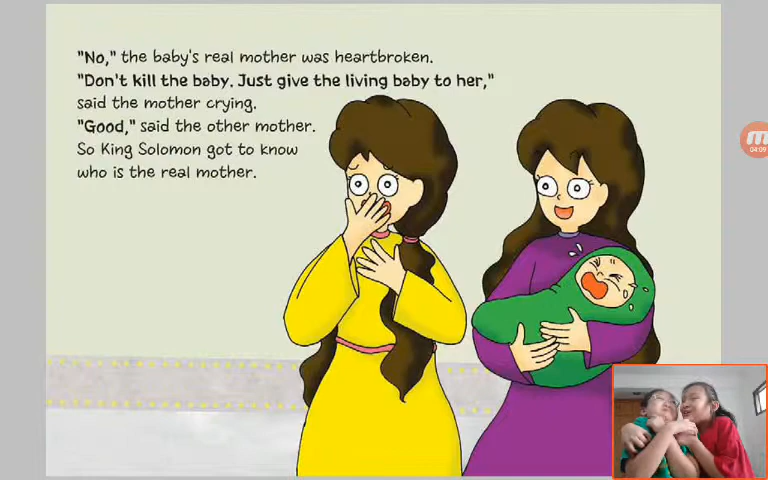 "No," the baby's real mother was heartbroken.
"Don't kill the baby. Just give the living baby to her,"
said the mother crying.
"Good," said the other mother.
So King Solomon got to know
who is the real mother.
04:09